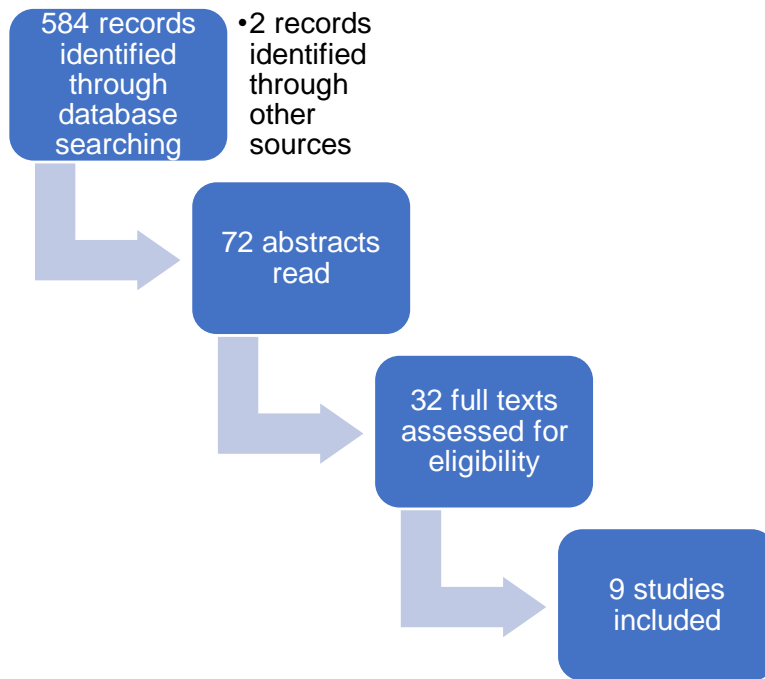 584 records
identified
through
database
searching
•2 records
identified
through
other
sources
72 abstracts
read
32 full texts
assessed for
eligibility
9 studies
included